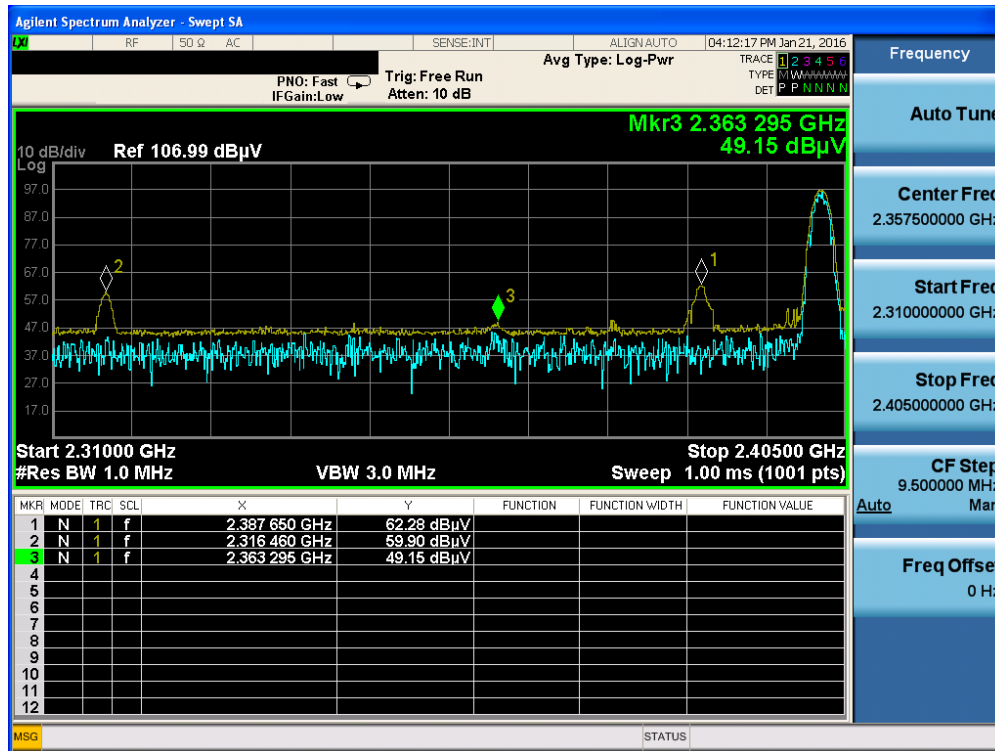 Agilent Spectrum Analyzer - Swept SA
LXI RF 50 Ω AC SENSE:INT ALIGN AUTO 04:12:17 PM Jan 21, 2016
Frequency
Avg Type: Log-Pwr
TRACE 1 2 3 4 5 6
PNO: Fast Trig: Free Run
TYPE M W W W W W
IFGain:Low Atten: 10 dB
DET P P N N N N
Auto Tune
Mkr3 2.363 295 GHz
10 dB/div Ref 106.99 dBµV 49.15 dBµV
Log
97.0
87.0
77.0
67.0
57.0
47.0
37.0
27.0
17.0
2
3
1
Center Freq
2.357500000 GHz
Start Freq
2.310000000 GHz
Stop Freq
2.405000000 GHz
Start 2.31000 GHz Stop 2.40500 GHz
#Res BW 1.0 MHz VBW 3.0 MHz Sweep 1.00 ms (1001 pts)
CF Step
9.500000 MHz
Auto Man
MKR MODE TRC SCL X Y FUNCTION FUNCTION WIDTH FUNCTION VALUE
1 N 1 f 2.387 650 GHz 62.28 dBµV
2 N 1 f 2.316 460 GHz 59.90 dBµV
3 N 1 f 2.363 295 GHz 49.15 dBµV
4
5
6
7
8
9
10
11
12
Freq Offset
0 Hz
MSG STATUS